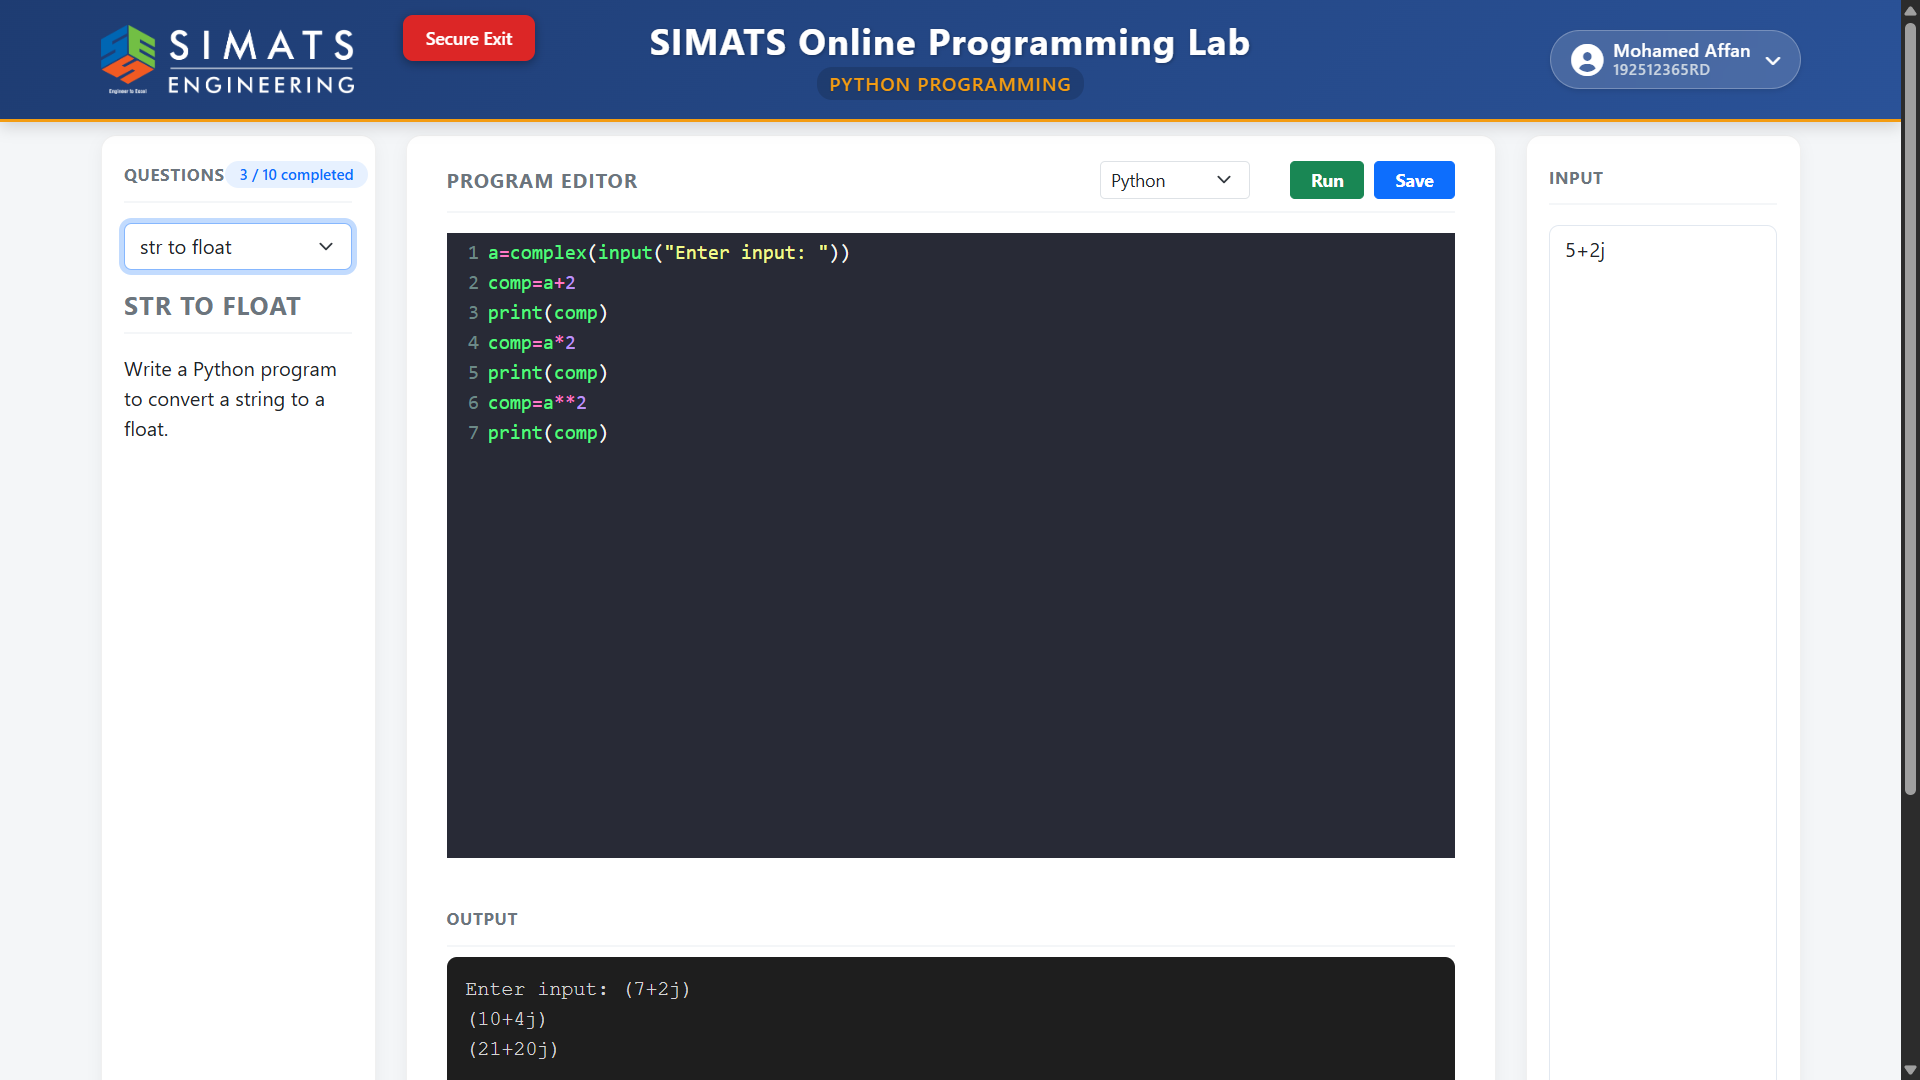 SIMATS
ENGINEERING
Engineer to Excel
Secure Exit
SIMATS Online Programming Lab
PYTHON PROGRAMMING
Mohamed Affan
192512365RD
QUESTIONS
3 / 10 completed
str to float
STR TO FLOAT
Write a Python program
to convert a string to a
float.
PROGRAM EDITOR
Python
Run
Save
1 a=complex(input("Enter input: "))
2 comp=a+2
3 print(comp)
4 comp=a*2
5 print(comp)
6 comp=a**2
7 print(comp)
OUTPUT
Enter input: (7+2j)
(10+4j)
(21+20j)
INPUT
5+2j